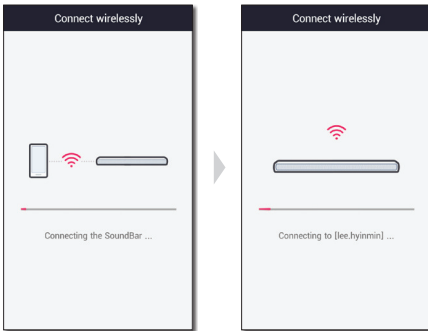 Connect wirelessly
Connecting the SoundBar ...
Connect wirelessly
Connecting to [lee.hyinmin] ...